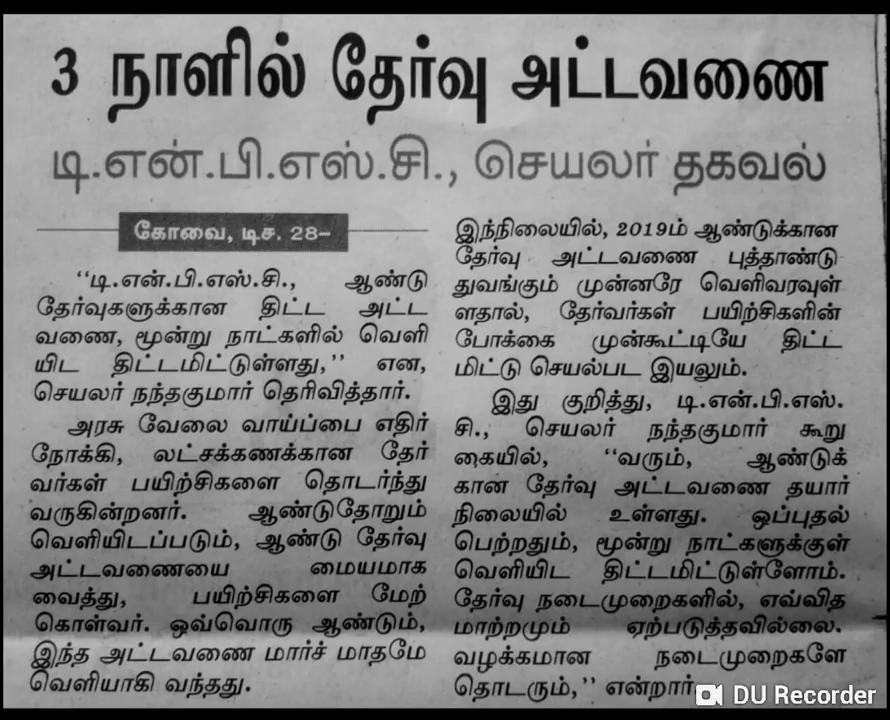 3 நாளில் தேர்வு அட்டவணை
டி.என்.பி.எஸ்.சி., செயலர் தகவல்
கோவை, டிச. 28–
‘‘டி.என்.பி.எஸ்.சி., ஆண்டு
தேர்வுகளுக்கான திட்ட அட்ட
வணை, மூன்று நாட்களில் வெளி
யிட திட்டமிட்டுள்ளது,’’ என,
செயலர் நந்தகுமார் தெரிவித்தார்.
அரசு வேலை வாய்ப்பை எதிர்
நோக்கி, லட்சக்கணக்கான தேர்
வர்கள் பயிற்சிகளை தொடர்ந்து
வருகின்றனர். ஆண்டுதோறும்
வெளியிடப்படும், ஆண்டு தேர்வு
அட்டவணையை மையமாக
வைத்து, பயிற்சிகளை மேற்
கொள்வர். ஒவ்வொரு ஆண்டும்,
இந்த அட்டவணை மார்ச் மாதமே
வெளியாகி வந்தது.
இந்நிலையில், 2019ம் ஆண்டுக்கான
தேர்வு அட்டவணை புத்தாண்டு
துவங்கும் முன்னரே வெளிவரவுள்
ளதால், தேர்வர்கள் பயிற்சிகளின்
போக்கை முன்கூட்டியே திட்ட
மிட்டு செயல்பட இயலும்.
இது குறித்து, டி.என்.பி.எஸ்.
சி., செயலர் நந்தகுமார் கூறு
கையில், ‘‘வரும், ஆண்டுக்
கான தேர்வு அட்டவணை தயார்
நிலையில் உள்ளது. ஒப்புதல்
பெற்றதும், மூன்று நாட்களுக்குள்
வெளியிட திட்டமிட்டுள்ளோம்.
தேர்வு நடைமுறைகளில், எவ்வித
மாற்றமும் ஏற்படுத்தவில்லை.
வழக்கமான நடைமுறைகளே
தொடரும்,’’ என்றார்.
DU Recorder